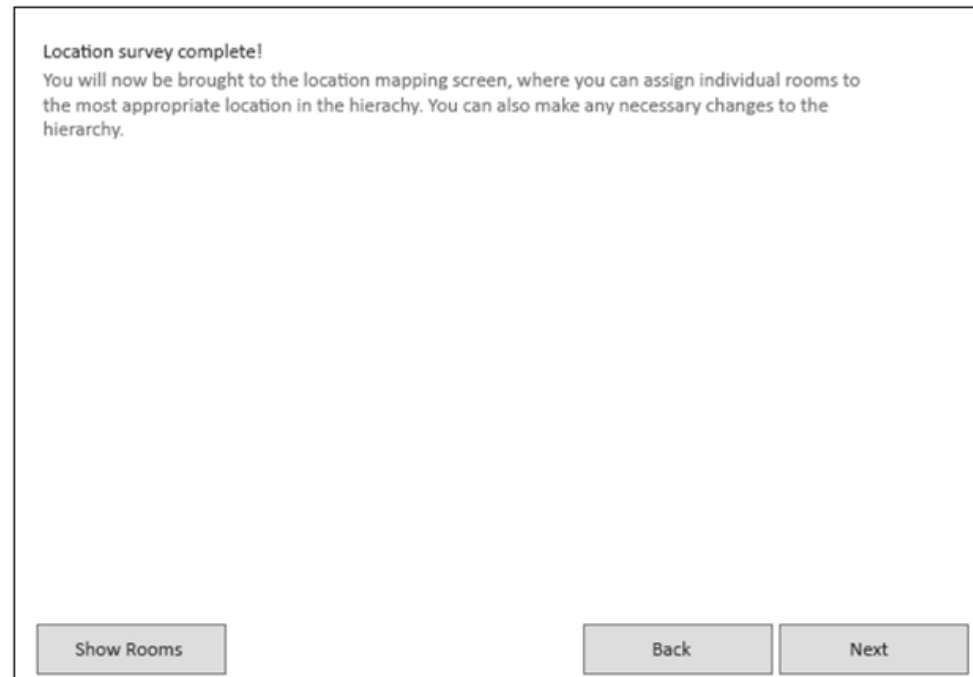 Location survey complete!
You will now be brought to the location mapping screen, where you can assign individual rooms to
the most appropriate location in the hierachy. You can also make any necessary changes to the
hierarchy.
Show Rooms
Back
Next